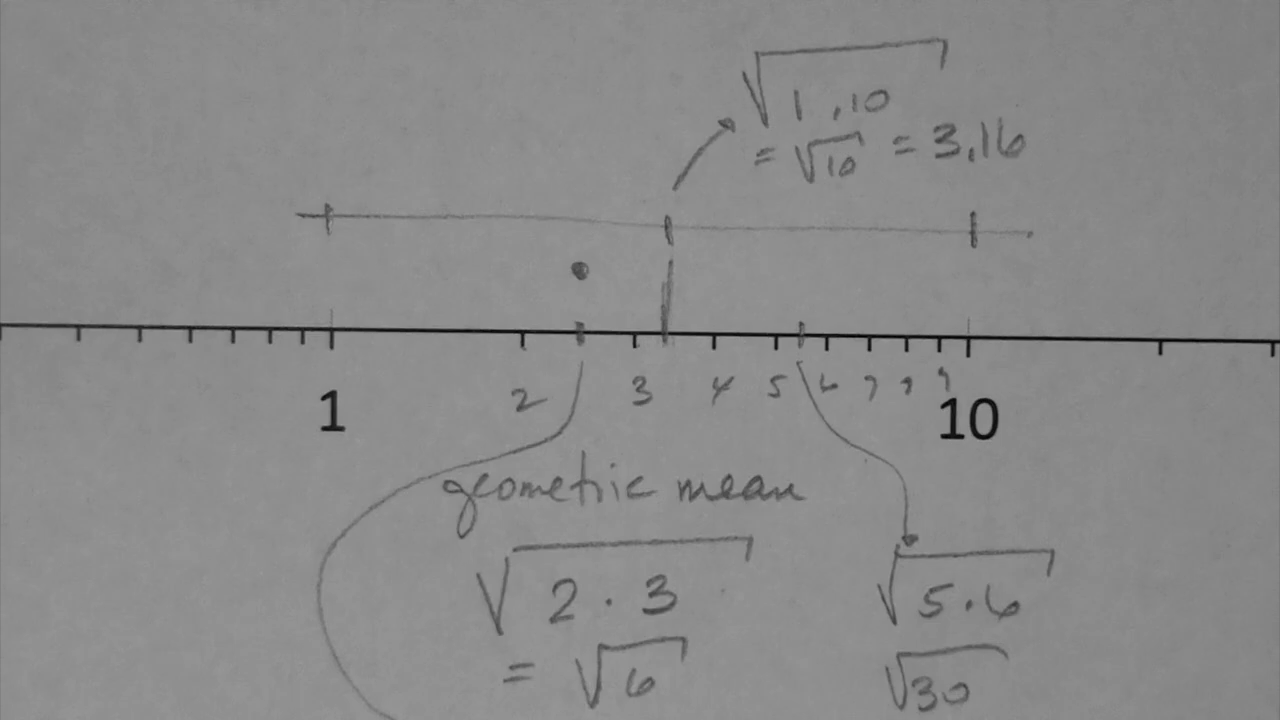 √1.10
= √10 = 3.16
2 3 4 5 6 7 8 9
1 10
geometric mean
√2 · 3
√5 · 6
= √6
√30